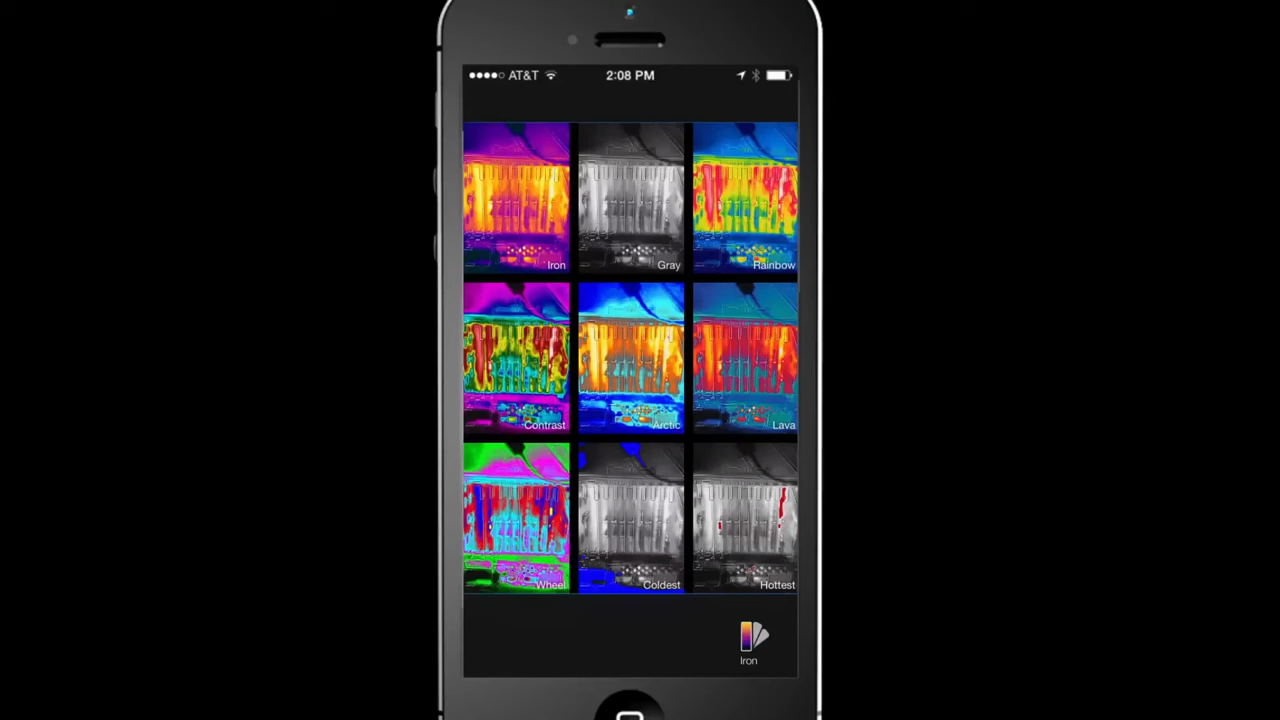 AT&T 2:08 PM
Iron Gray Rainbow
Contrast Arctic Lava
Wheel Coldest Hottest
Iron